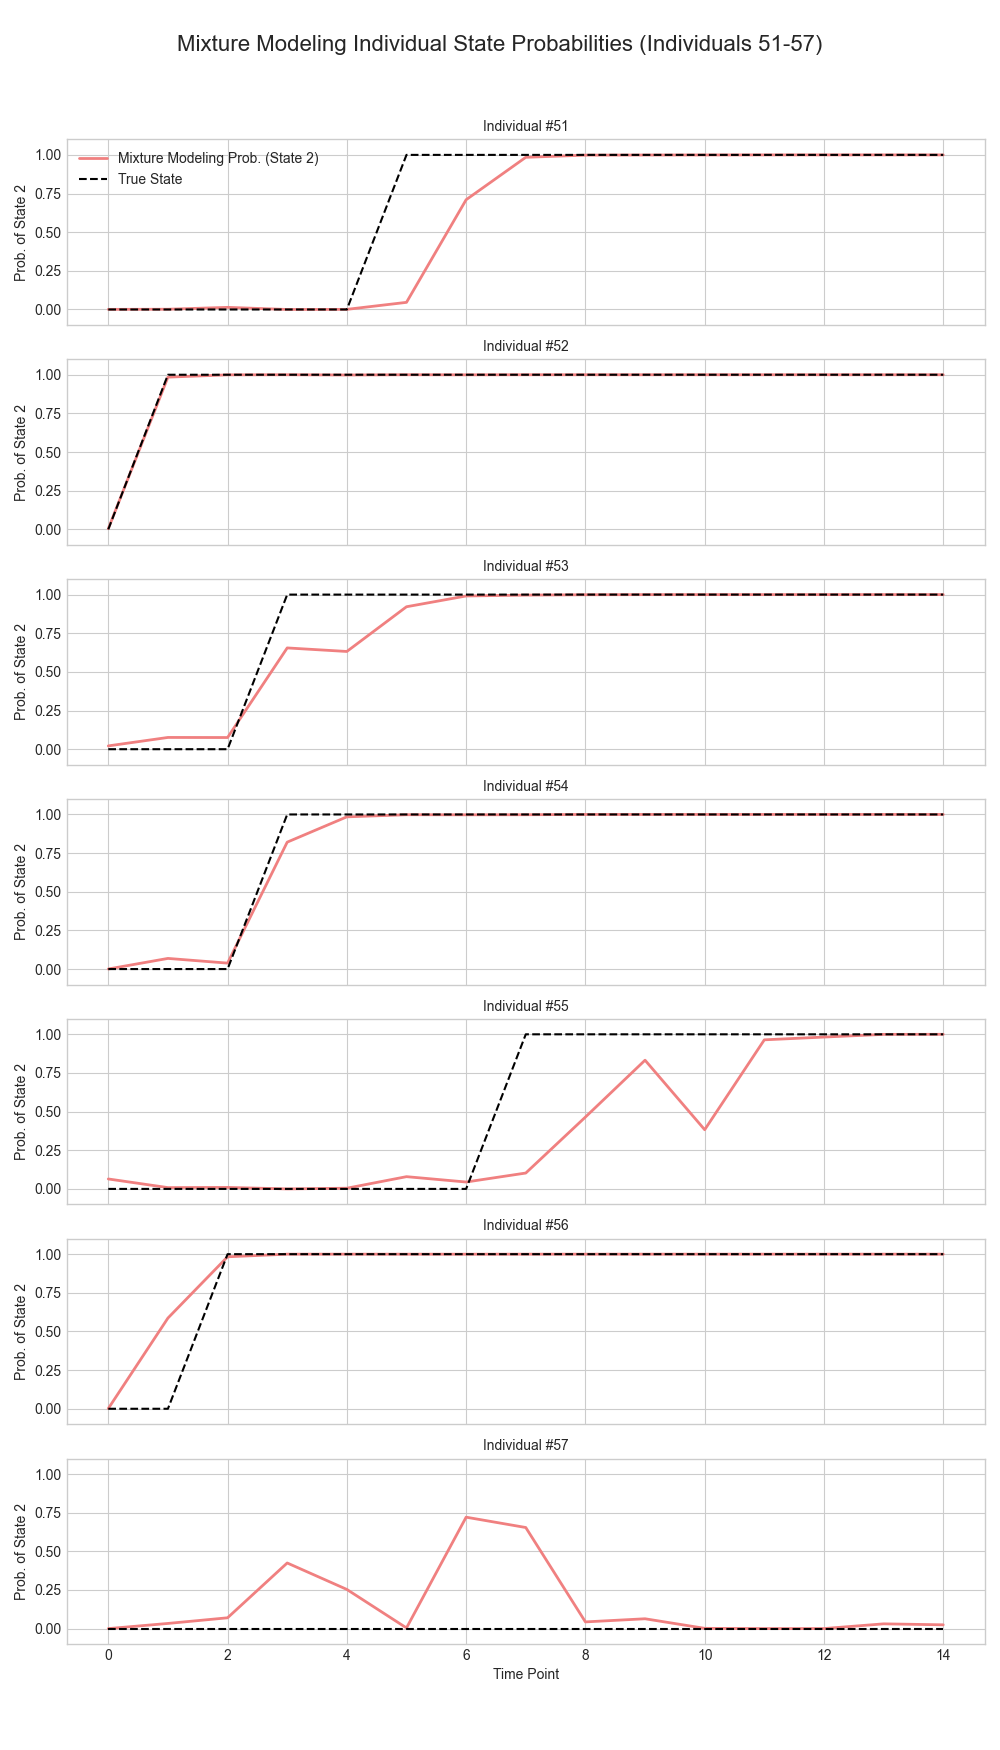 Mixture Modeling Individual State Probabilities (Individuals 51-57)
Individual #51
Mixture Modeling Prob. (State 2)
True State
Prob. of State 2
1.00
0.75
0.50
0.25
0.00
Individual #52
Prob. of State 2
1.00
0.75
0.50
0.25
0.00
Individual #53
Prob. of State 2
1.00
0.75
0.50
0.25
0.00
Individual #54
Prob. of State 2
1.00
0.75
0.50
0.25
0.00
Individual #55
Prob. of State 2
1.00
0.75
0.50
0.25
0.00
Individual #56
Prob. of State 2
1.00
0.75
0.50
0.25
0.00
Individual #57
Prob. of State 2
1.00
0.75
0.50
0.25
0.00
0 2 4 6 8 10 12 14
Time Point